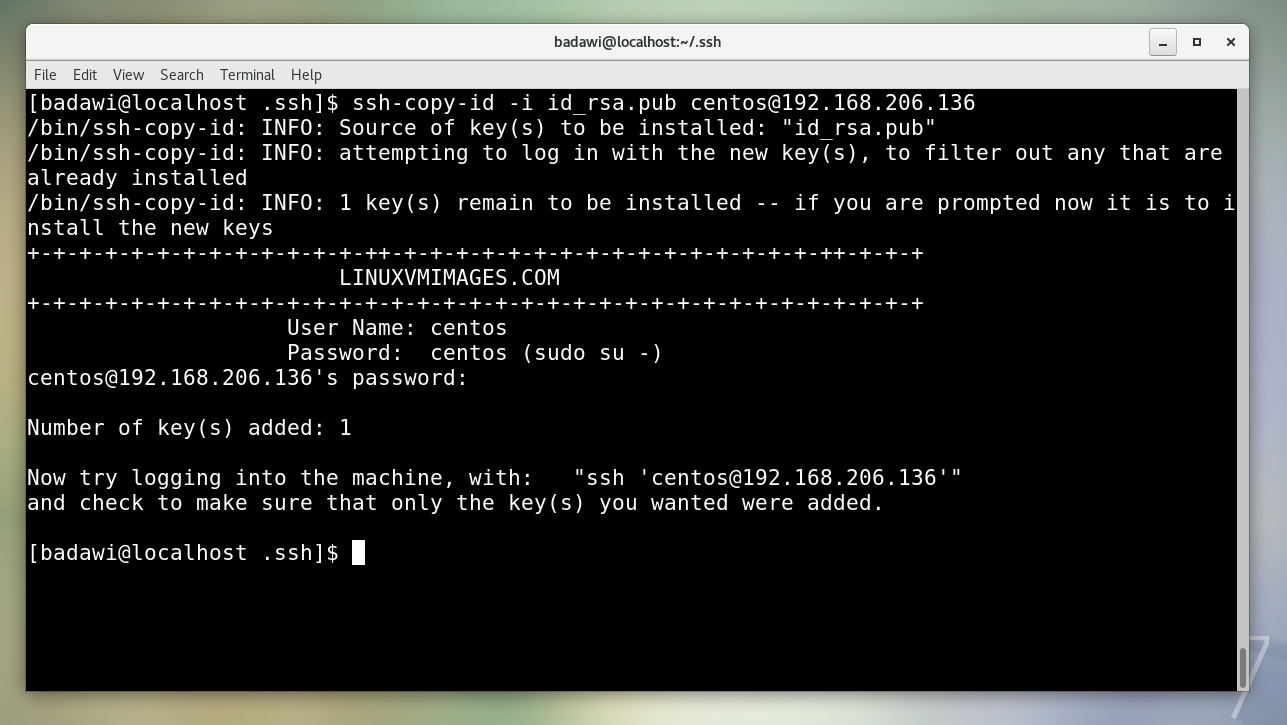 badawi@localhost:~/.ssh
File Edit View Search Terminal Help
[badawi@localhost .ssh]$ ssh-copy-id -i id_rsa.pub centos@192.168.206.136
/bin/ssh-copy-id: INFO: Source of key(s) to be installed: "id_rsa.pub"
/bin/ssh-copy-id: INFO: attempting to log in with the new key(s), to filter out any that are
already installed
/bin/ssh-copy-id: INFO: 1 key(s) remain to be installed -- if you are prompted now it is to i
nstall the new keys
+-+-+-+-+-+-+-+-+-+-+-+-+-++-+-+-+-+-+-+-+-+-+-+-+-+-+-+-+-+-++-+-+-+
                        LINUXVMIMAGES.COM
+-+-+-+-+-+-+-+-+-+-+-+-+-+-+-+-+-+-+-+-+-+-+-+-+-+-+-+-+-+-+-+-+-+-+
                    User Name: centos
                    Password:  centos (sudo su -)
centos@192.168.206.136's password:
Number of key(s) added: 1
Now try logging into the machine, with:   "ssh 'centos@192.168.206.136'"
and check to make sure that only the key(s) you wanted were added.
[badawi@localhost .ssh]$
7